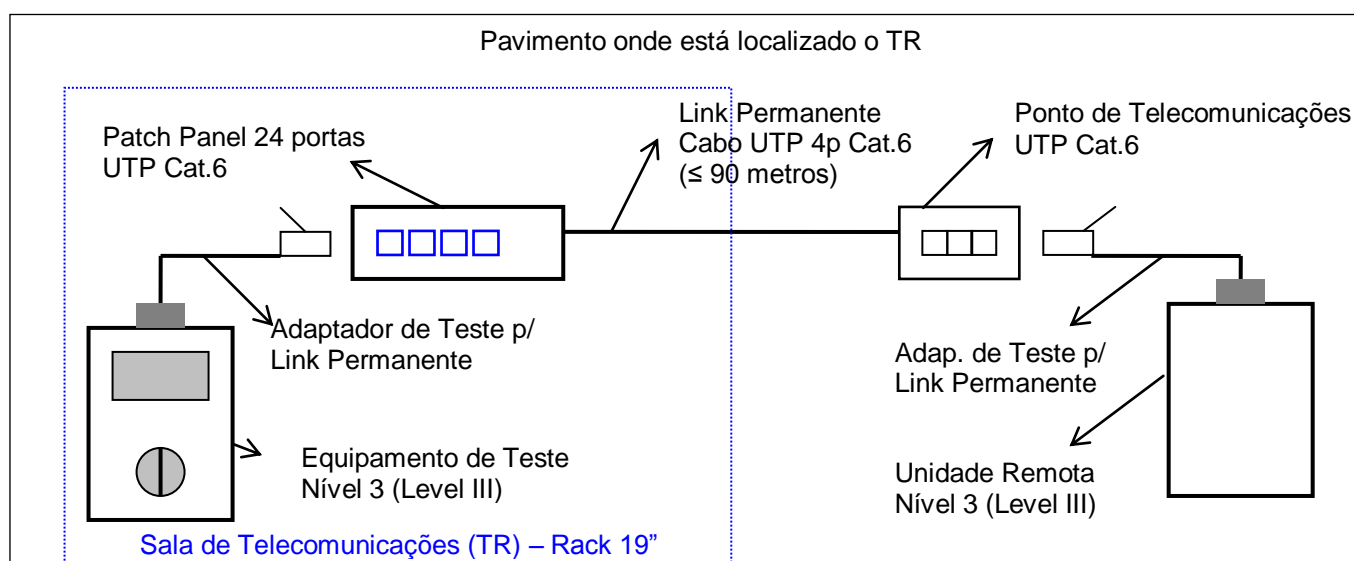 Pavimento onde está localizado o TR
Patch Panel 24 portas
UTP Cat.6
Link Permanente
Cabo UTP 4p Cat.6
(≤ 90 metros)
Ponto de Telecomunicações
UTP Cat.6
Adaptador de Teste p/
Link Permanente
Adap. de Teste p/
Link Permanente
Equipamento de Teste
Nível 3 (Level III)
Unidade Remota
Nível 3 (Level III)
Sala de Telecomunicações (TR) – Rack 19”